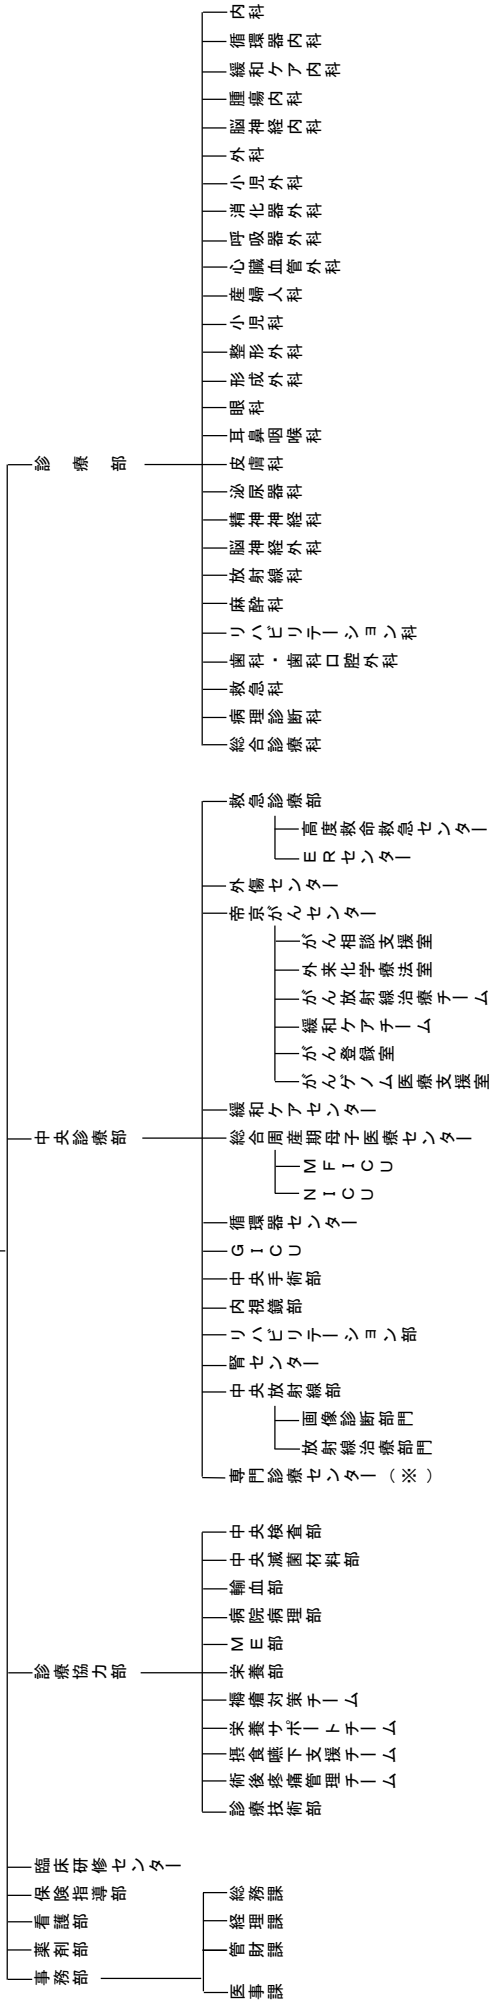 診療部
内科
循環器内科
緩和ケア内科
腫瘍内科
脳神経内科
外科
小児外科
消化器外科
呼吸器外科
心臓血管外科
産婦人科
小児科
整形外科
形成外科
眼科
耳鼻咽喉科
皮膚科
泌尿器科
精神神経科
脳神経外科
放射線科
麻酔科
リハビリテーション科
歯科・歯科口腔外科
救急科
病理診断科
総合診療科
中央診療部
救急診療部
高度救命救急センター
ERセンター
外傷センター
帝京がんセンター
がん相談支援室
外来化学療法室
がん放射線治療チーム
緩和ケアチーム
がん登録室
がんゲノム医療支援室
緩和ケアセンター
総合周産期母子医療センター
MFICU
NICU
循環器センター
GICU
中央手術部
内視鏡部
リハビリテーション部
腎センター
中央放射線部
画像診断部門
放射線治療部門
専門診療センター(※)
診療協力部
中央検査部
中央滅菌材料部
輸血部
病院病理部
ME部
栄養部
褥瘡対策チーム
栄養サポートチーム
摂食嚥下支援チーム
術後疼痛管理チーム
診療技術部
臨床研修センター
保険指導部
看護部
薬剤部
事務部
総務課
経理課
管財課
医事課